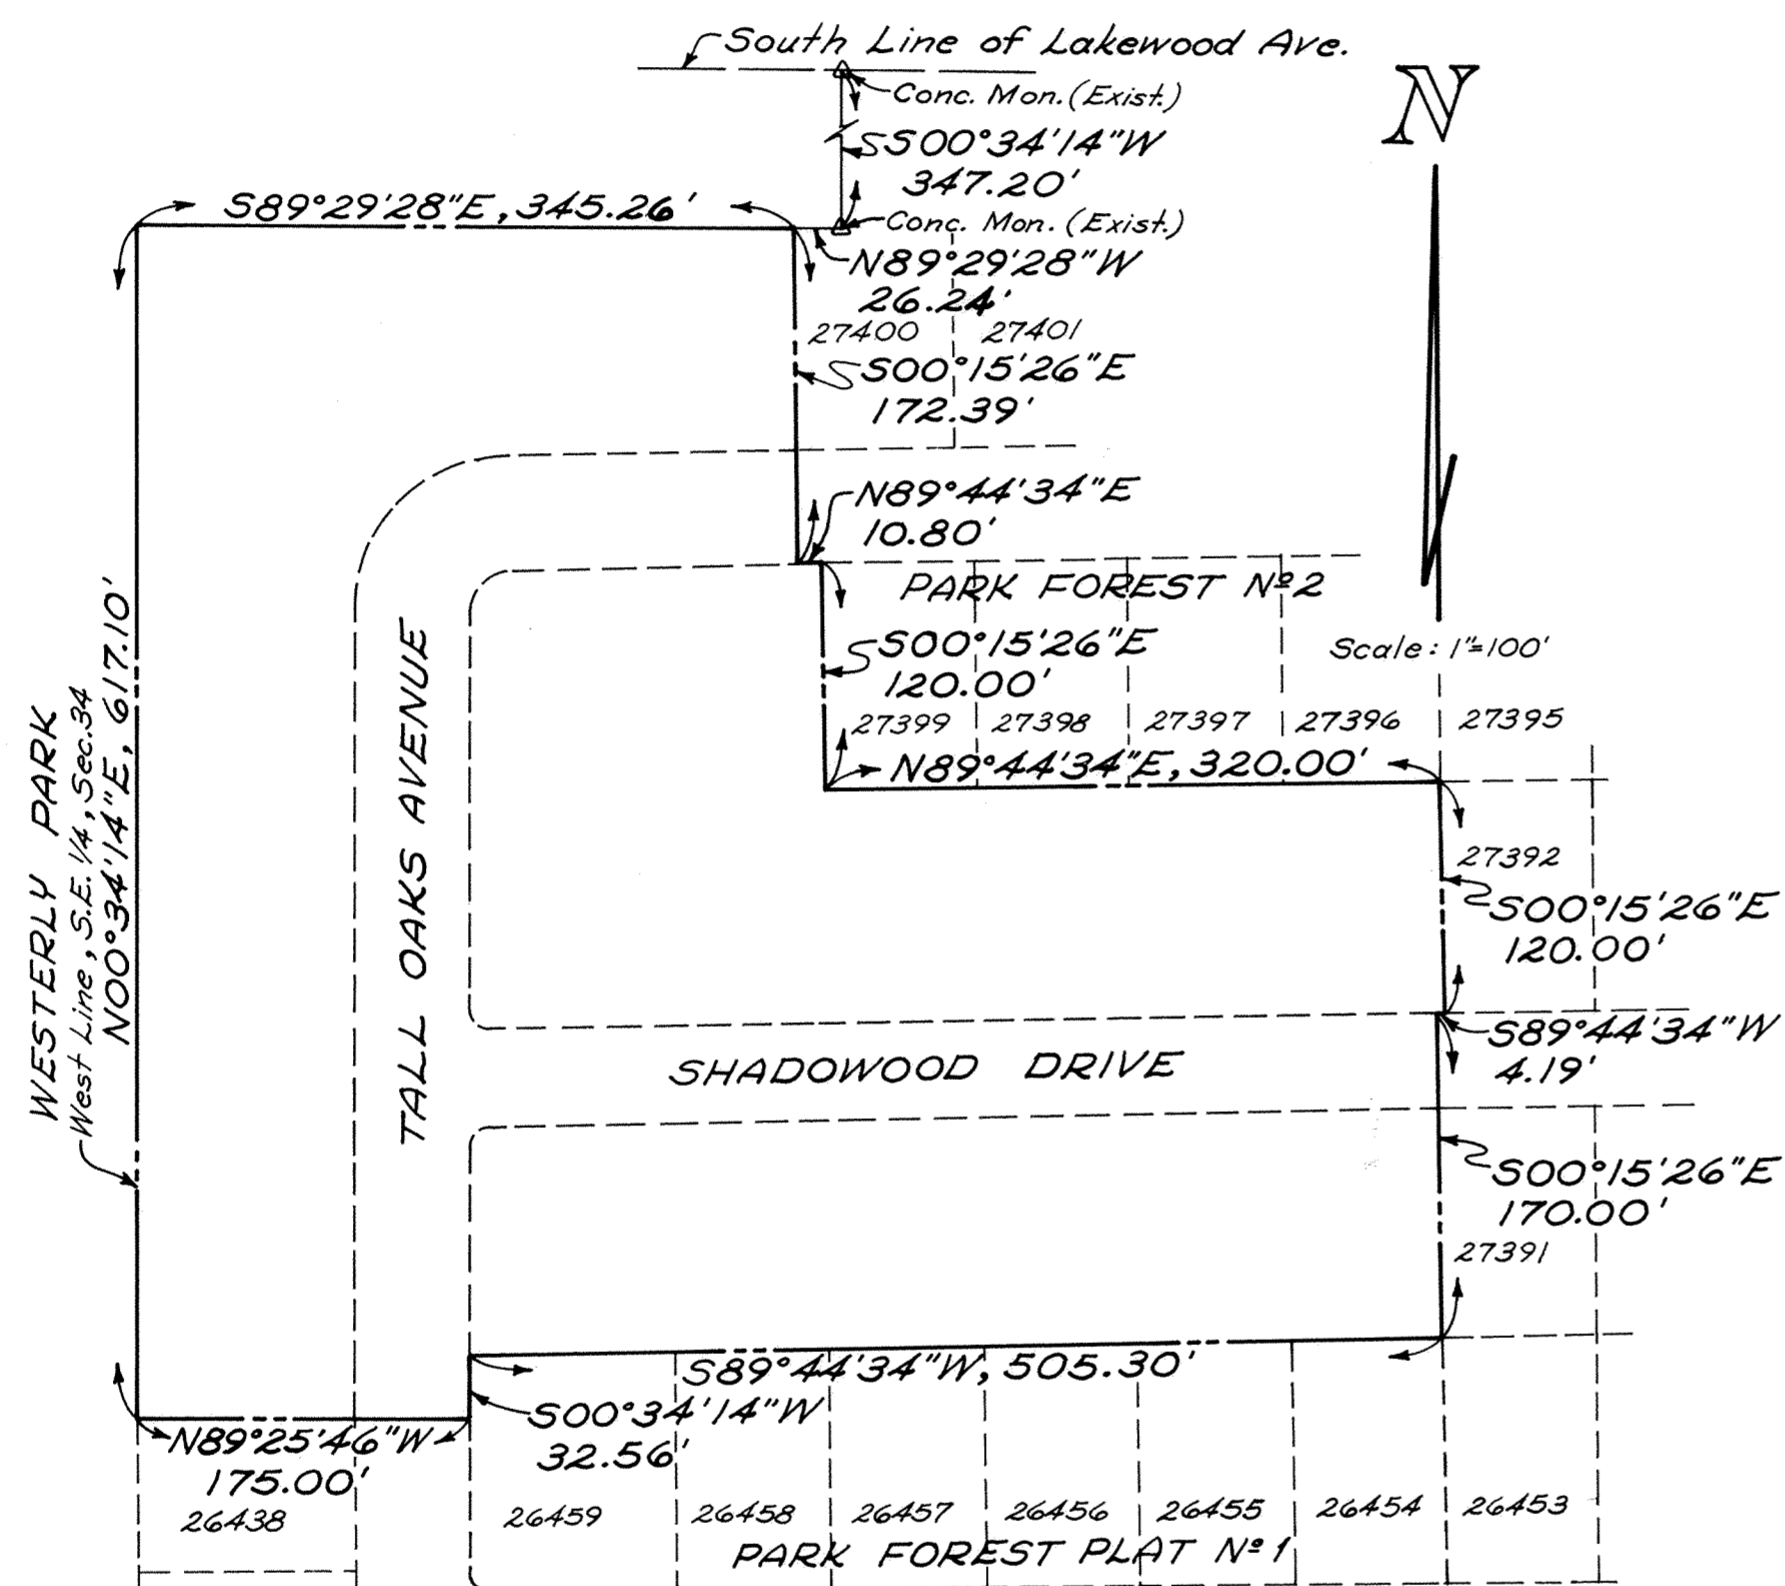 South Line of Lakewood Ave.
N
Conc. Mon. (Exist.)
S00°34'14"W
347.20'
S89°29'28"E, 345.26'
Conc. Mon. (Exist.)
N89°29'28"W
26.24'
27400
27401
S00°15'26"E
172.39'
N89°44'34"E
10.80'
PARK FOREST Nº2
S00°15'26"E
120.00'
Scale: 1"=100'
27399
27398
27397
27396
27395
N89°44'34"E, 320.00'
WESTERLY PARK
West Line, S.E. 1/4, Sec.34
N00°34'14"E, 617.10'
TALL OAKS AVENUE
27392
S00°15'26"E
120.00'
S89°44'34"W
4.19'
SHADOWOOD DRIVE
S00°15'26"E
170.00'
27391
S89°44'34"W, 505.30'
S00°34'14"W
32.56'
N89°25'46"W
175.00'
26438
26459
26458
26457
26456
26455
26454
26453
PARK FOREST PLAT Nº1